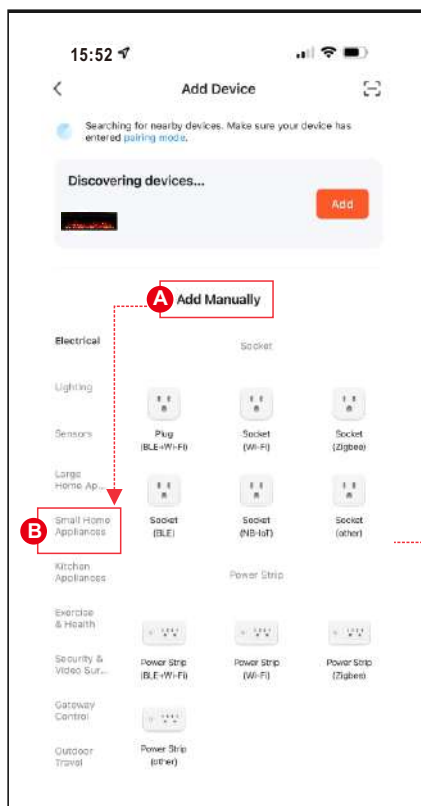 15:52
Add Device
Searching for nearby devices. Make sure your device has
entered pairing mode.
Discovering devices...
Add
A
Add Manually
Electrical
Socket
Lighting
Sensors
Plug
(BLE+Wi-Fi)
Socket
(Wi-Fi)
Socket
(Zigbee)
Large
Home Ap...
B
Small Home
Appliances
Socket
(BLE)
Socket
(NB-IoT)
Socket
(other)
Kitchen
Appliances
Power Strip
Exercise
& Health
Security &
Video Sur...
Power Strip
(BLE+Wi-Fi)
Power Strip
(Wi-Fi)
Power Strip
(Zigbee)
Gateway
Control
Outdoor
Travel
Power Strip
(other)